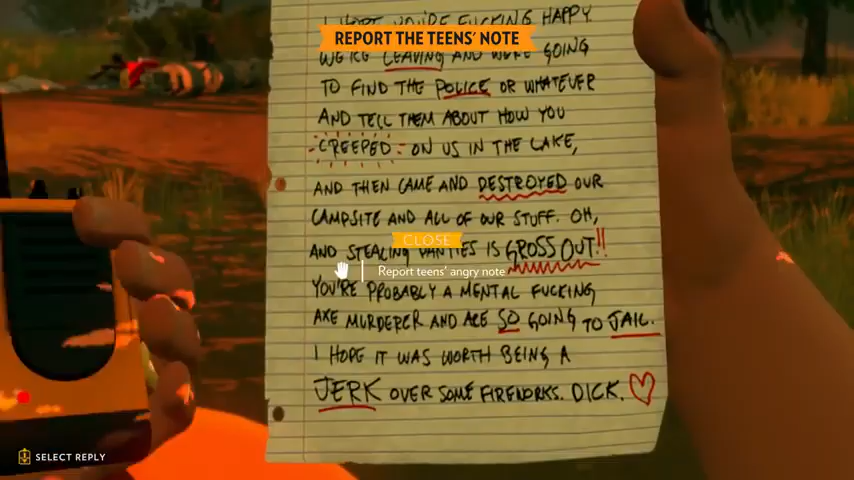 I HOPE YOU'RE FUCKING HAPPY
REPORT THE TEENS' NOTE
WE'RE LEAVING AND WE'RE GOING
TO FIND THE POLICE OR WHATEVER
AND TELL THEM ABOUT HOW YOU
CREEPED ON US IN THE LAKE,
AND THEN CAME AND DESTROYED OUR
CAMPSITE AND ALL OF OUR STUFF. OH,
CLOSE
AND STEALING PANTIES IS GROSS OUT!!
Report teens' angry note.
YOU'RE PROBABLY A MENTAL FUCKING
AXE MURDERER AND ARE SO GOING TO JAIL.
I HOPE IT WAS WORTH BEING A
JERK OVER SOME FIREWORKS. DICK.
SELECT REPLY